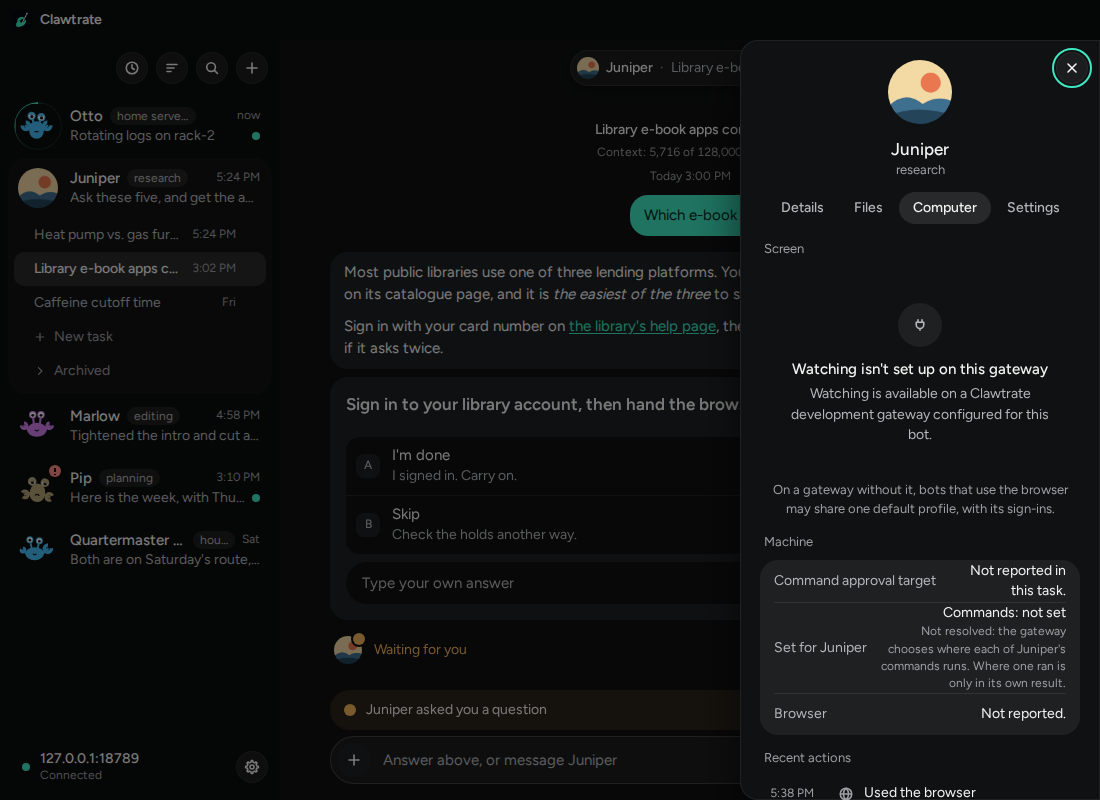 Clawtrate
Otto
home serve...
now
Rotating logs on rack-2
Juniper
research
5:24 PM
Ask these five, and get the a...
Heat pump vs. gas fur...
5:24 PM
Library e-book apps c...
3:02 PM
Caffeine cutoff time
Fri
New task
Archived
Marlow
editing
4:58 PM
Tightened the intro and cut a...
Pip
planning
3:10 PM
Here is the week, with Thu...
Quartermaster ...
hou...
Sat
Both are on Saturday's route,...
127.0.0.1:18789
Connected
Juniper · Library e-bo
Library e-book apps con
Context: 5,716 of 128,000
Today 3:00 PM
Which e-book
Most public libraries use one of three lending platforms. You
on its catalogue page, and it is the easiest of the three to s
Sign in with your card number on the library's help page, the
if it asks twice.
Sign in to your library account, then hand the brow
A
I'm done
I signed in. Carry on.
B
Skip
Check the holds another way.
Type your own answer
Waiting for you
Juniper asked you a question
Answer above, or message Juniper
Juniper
research
Details
Files
Computer
Settings
Screen
Watching isn't set up on this gateway
Watching is available on a Clawtrate
development gateway configured for this
bot.
On a gateway without it, bots that use the browser
may share one default profile, with its sign-ins.
Machine
Command approval target
Not reported in
this task.
Set for Juniper
Commands: not set
Not resolved: the gateway
chooses where each of Juniper's
commands runs. Where one ran is
only in its own result.
Browser
Not reported.
Recent actions
5:38 PM
Used the browser